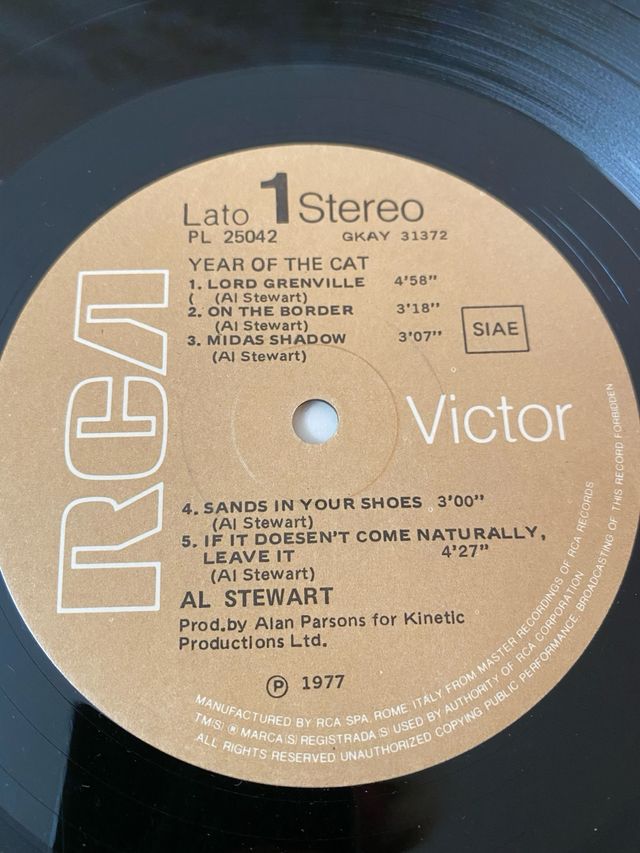 Lato 1 Stereo
PL 25042 GKAY 31372
YEAR OF THE CAT
1. LORD GRENVILLE 4'58"
( (Al Stewart)
2. ON THE BORDER 3'18"
(Al Stewart)
3. MIDAS SHADOW 3'07"
(Al Stewart)
SIAE
RCA
Victor
4. SANDS IN YOUR SHOES 3'00"
(Al Stewart)
5. IF IT DOESEN'T COME NATURALLY,
LEAVE IT 4'27"
(Al Stewart)
AL STEWART
Prod.by Alan Parsons for Kinetic
Productions Ltd.
℗ 1977
MANUFACTURED BY RCA SPA, ROME ITALY FROM MASTER RECORDINGS OF RCA RECORDS
TM(S) ® MARCA(S) REGISTRADA(S) USED BY AUTHORITY OF RCA CORPORATION
ALL RIGHTS RESERVED UNAUTHORIZED COPYING PUBLIC PERFORMANCE, BROADCASTING OF THIS RECORD FORBIDDEN